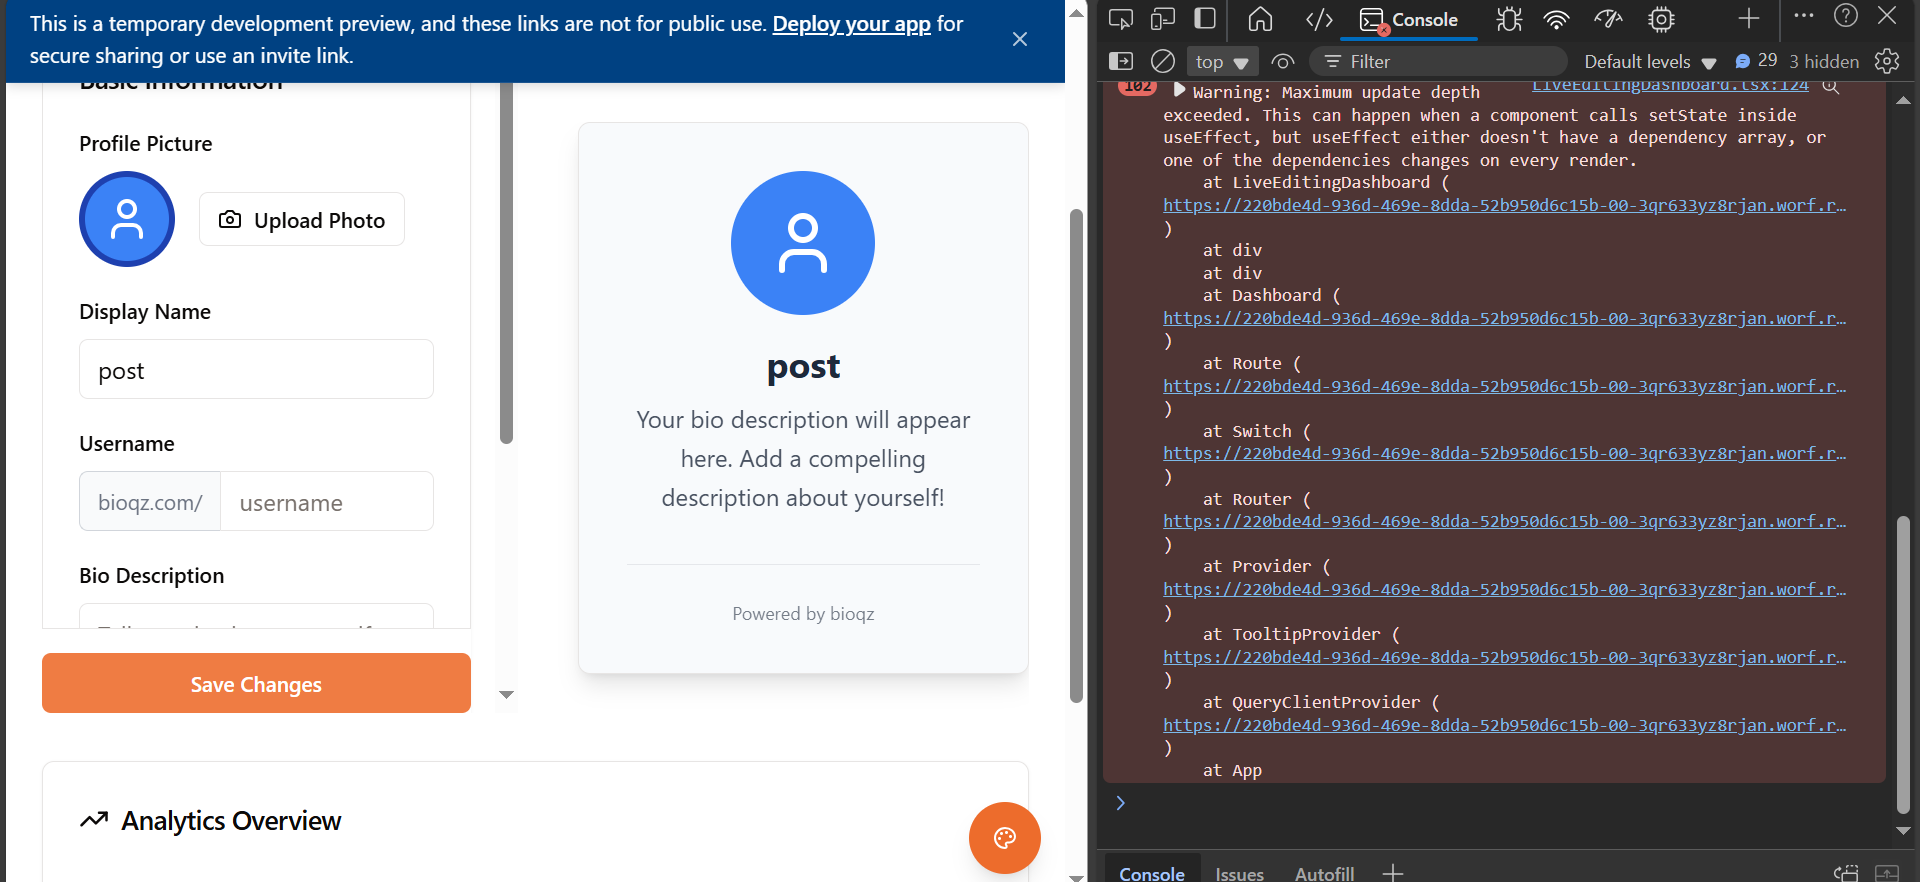 This is a temporary development preview, and these links are not for public use. Deploy your app for
secure sharing or use an invite link.
Basic Information
Profile Picture
Upload Photo
Display Name
post
Username
bioqz.com/
username
Bio Description
Save Changes
post
Your bio description will appear
here. Add a compelling
description about yourself!
Powered by bioqz
Analytics Overview
Console
top
Filter
Default levels
29
3 hidden
102
Warning: Maximum update depth
LiveEditingDashboard.tsx:124
exceeded. This can happen when a component calls setState inside
useEffect, but useEffect either doesn't have a dependency array, or
one of the dependencies changes on every render.
at LiveEditingDashboard (
https://220bde4d-936d-469e-8dda-52b950d6c15b-00-3qr633yz8rjan.worf.r…
)
at div
at div
at Dashboard (
https://220bde4d-936d-469e-8dda-52b950d6c15b-00-3qr633yz8rjan.worf.r…
)
at Route (
https://220bde4d-936d-469e-8dda-52b950d6c15b-00-3qr633yz8rjan.worf.r…
)
at Switch (
https://220bde4d-936d-469e-8dda-52b950d6c15b-00-3qr633yz8rjan.worf.r…
)
at Router (
https://220bde4d-936d-469e-8dda-52b950d6c15b-00-3qr633yz8rjan.worf.r…
)
at Provider (
https://220bde4d-936d-469e-8dda-52b950d6c15b-00-3qr633yz8rjan.worf.r…
)
at TooltipProvider (
https://220bde4d-936d-469e-8dda-52b950d6c15b-00-3qr633yz8rjan.worf.r…
)
at QueryClientProvider (
https://220bde4d-936d-469e-8dda-52b950d6c15b-00-3qr633yz8rjan.worf.r…
)
at App
Console
Issues
Autofill